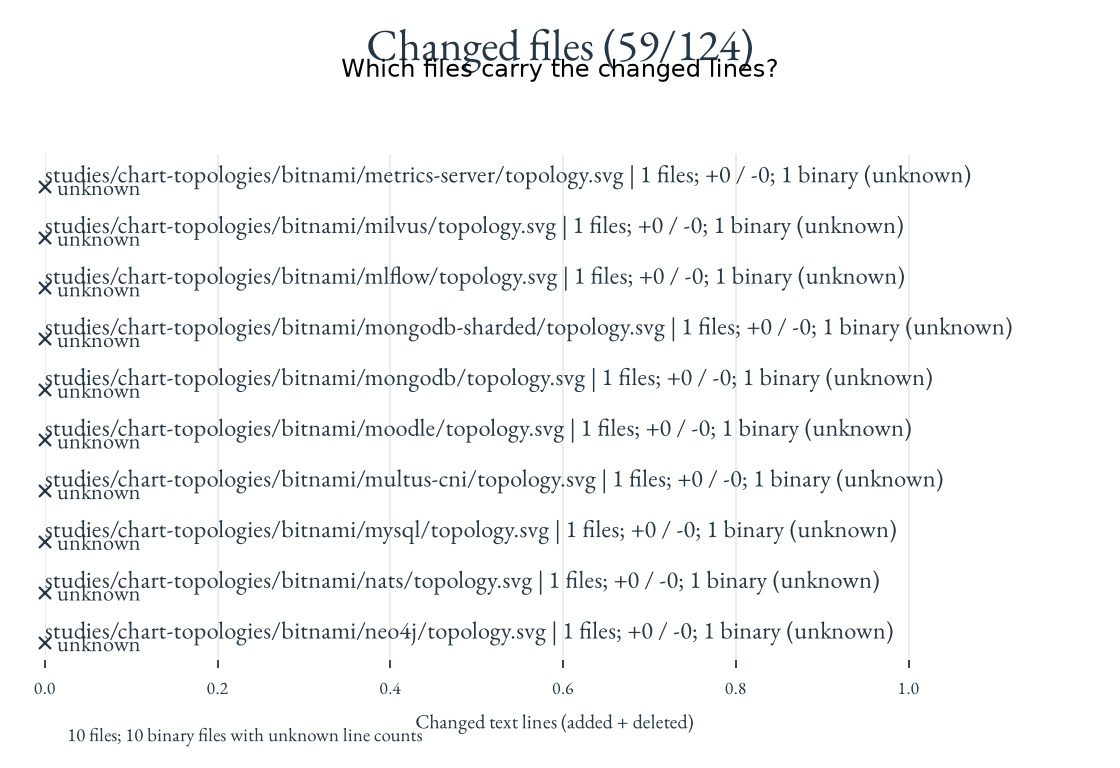 Changed files (59/124)
Which files carry the changed lines?
studies/chart-topologies/bitnami/metrics-server/topology.svg | 1 files; +0 / -0; 1 binary (unknown)
unknown
studies/chart-topologies/bitnami/milvus/topology.svg | 1 files; +0 / -0; 1 binary (unknown)
unknown
studies/chart-topologies/bitnami/mlflow/topology.svg | 1 files; +0 / -0; 1 binary (unknown)
unknown
studies/chart-topologies/bitnami/mongodb-sharded/topology.svg | 1 files; +0 / -0; 1 binary (unknown)
unknown
studies/chart-topologies/bitnami/mongodb/topology.svg | 1 files; +0 / -0; 1 binary (unknown)
unknown
studies/chart-topologies/bitnami/moodle/topology.svg | 1 files; +0 / -0; 1 binary (unknown)
unknown
studies/chart-topologies/bitnami/multus-cni/topology.svg | 1 files; +0 / -0; 1 binary (unknown)
unknown
studies/chart-topologies/bitnami/mysql/topology.svg | 1 files; +0 / -0; 1 binary (unknown)
unknown
studies/chart-topologies/bitnami/nats/topology.svg | 1 files; +0 / -0; 1 binary (unknown)
unknown
studies/chart-topologies/bitnami/neo4j/topology.svg | 1 files; +0 / -0; 1 binary (unknown)
unknown
0.0 0.2 0.4 0.6 0.8 1.0
Changed text lines (added + deleted)
10 files; 10 binary files with unknown line counts